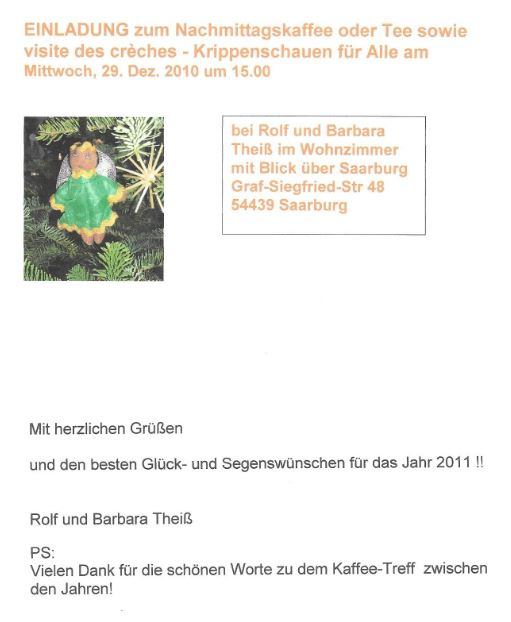 EINLADUNG zum Nachmittagskaffee oder Tee sowie
visite des crèches - Krippenschauen für Alle am
Mittwoch, 29. Dez. 2010 um 15.00
bei Rolf und Barbara
Theiß im Wohnzimmer
mit Blick über Saarburg
Graf-Siegfried-Str 48
54439 Saarburg
Mit herzlichen Grüßen
und den besten Glück- und Segenswünschen für das Jahr 2011 !!
Rolf und Barbara Theiß
PS:
Vielen Dank für die schönen Worte zu dem Kaffee-Treff zwischen
den Jahren!